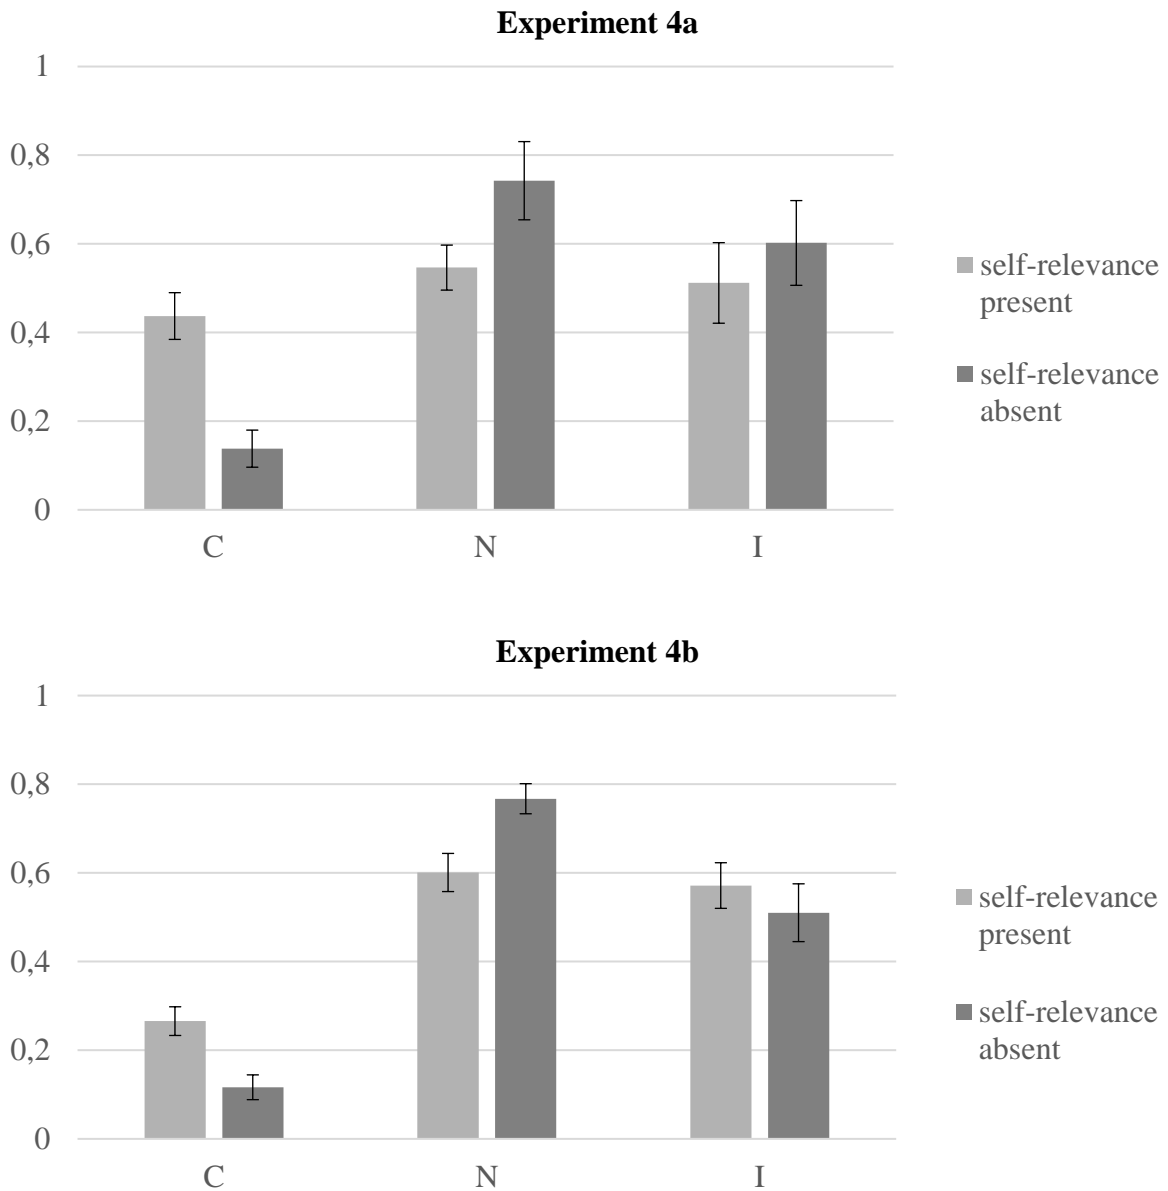 Experiment 4a
1
0,8
0,6
0,4
0,2
0
C N I
self-relevance
present
self-relevance
absent
Experiment 4b
1
0,8
0,6
0,4
0,2
0
C N I
self-relevance
present
self-relevance
absent